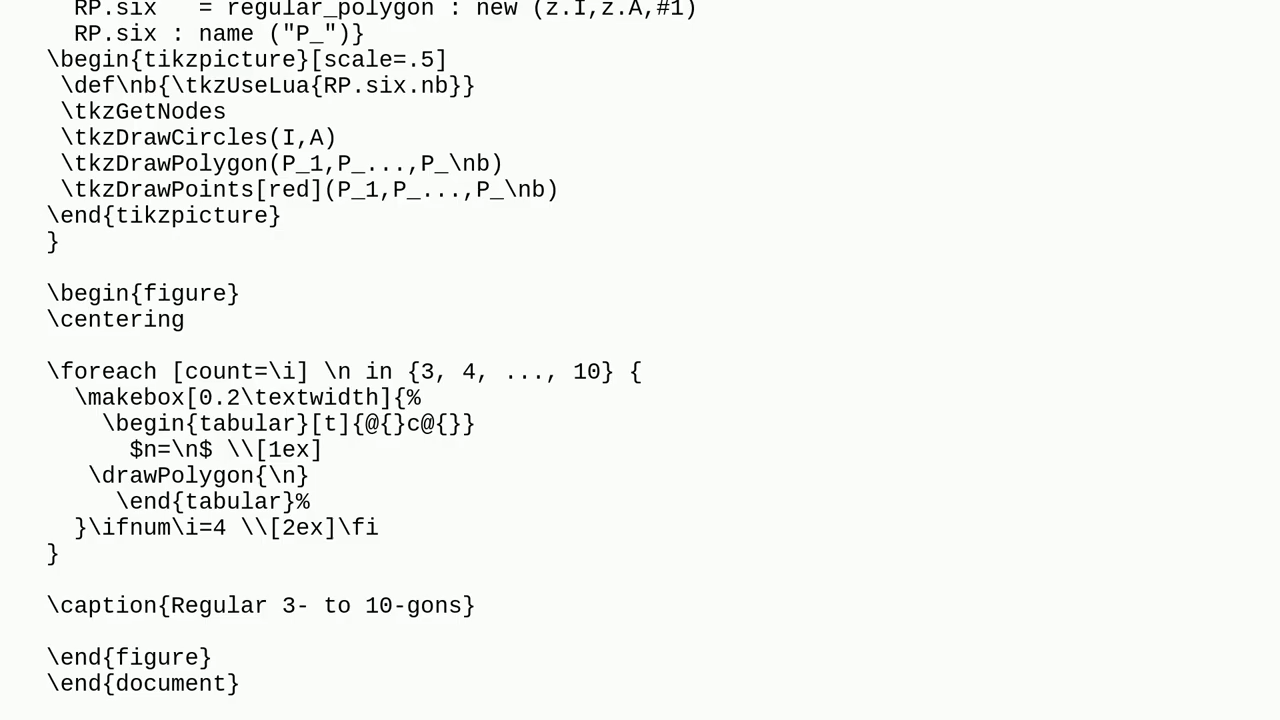 RP.six   = regular_polygon : new (z.I,z.A,#1)
RP.six : name ("P_")}
\begin{tikzpicture}[scale=.5]
\def\nb{\tkzUseLua{RP.six.nb}}
\tkzGetNodes
\tkzDrawCircles(I,A)
\tkzDrawPolygon(P_1,P_...,P_\nb)
\tkzDrawPoints[red](P_1,P_...,P_\nb)
\end{tikzpicture}
}
\begin{figure}
\centering
\foreach [count=\i] \n in {3, 4, ..., 10} {
\makebox[0.2\textwidth]{%
\begin{tabular}[t]{@{}c@{}}
$n=\n$ \\[1ex]
\drawPolygon{\n}
\end{tabular}%
}\ifnum\i=4 \\[2ex]\fi
}
\caption{Regular 3- to 10-gons}
\end{figure}
\end{document}